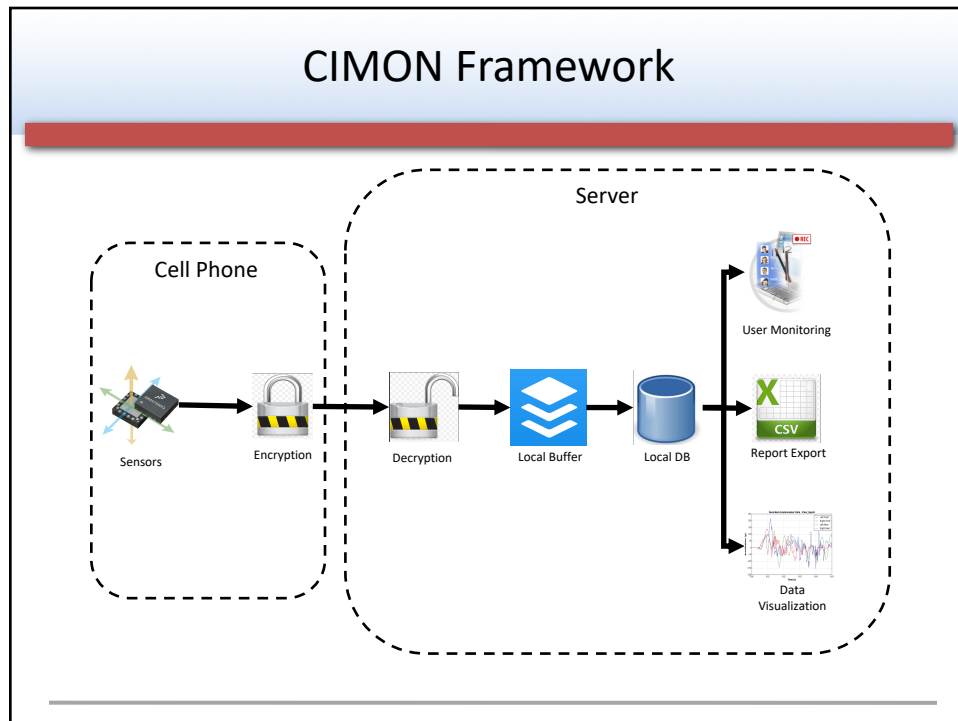 CIMON Framework
Server
Cell Phone
REC
User Monitoring
Sensors
Encryption
Decryption
Local Buffer
Local DB
X
CSV
Report Export
Data
Visualization